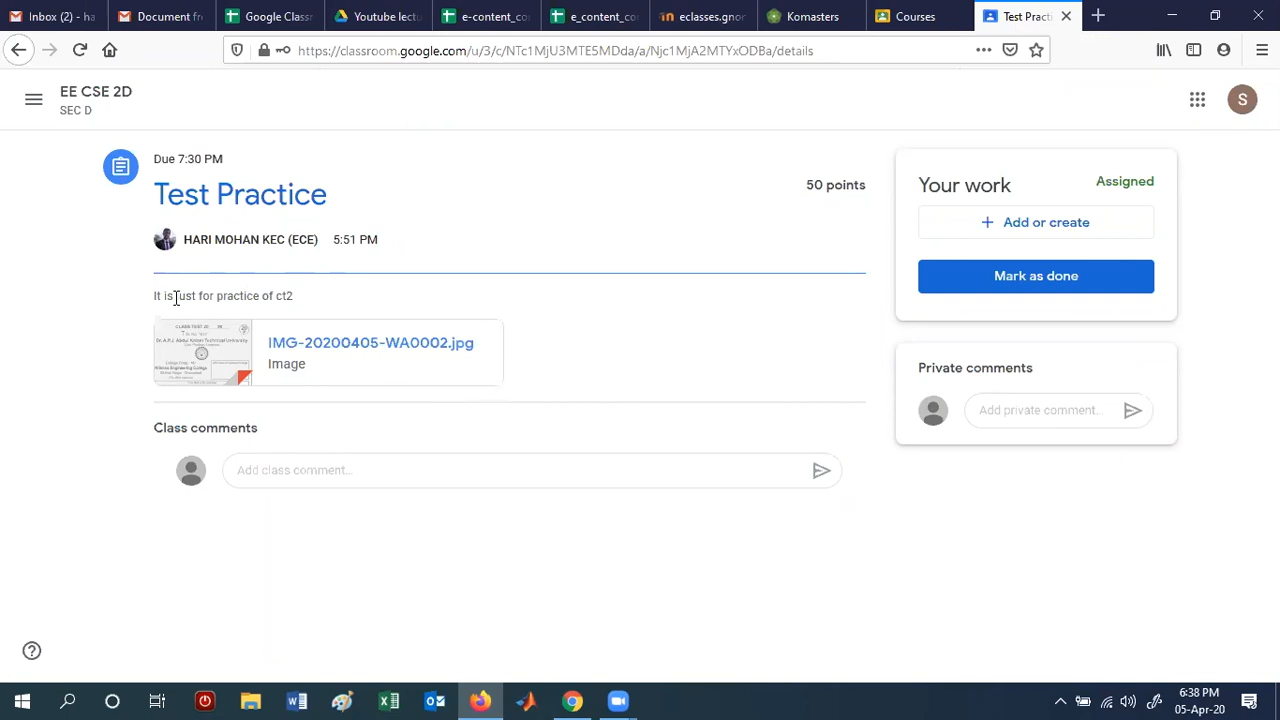 Inbox - ha
Document fr
Google Classr
Youtube lectu
e-content_co
e_content_co
eclasses.gno
Komasters
Courses
Test Practi
https://classroom.google.com/u/3/c/NTc1MjU3MTE5MDda/a/Njc1MjA2MTYxODBa/details
EE CSE 2D
SEC D
S
Due 7:30 PM
Test Practice
50 points
HARI MOHAN KEC (ECE) 5:51 PM
It is just for practice of ct2
IMG-20200405-WA0002.jpg
Image
Class comments
Add class comment...
Your work
Assigned
+ Add or create
Mark as done
Private comments
Add private comment...
6:38 PM
05-Apr-20